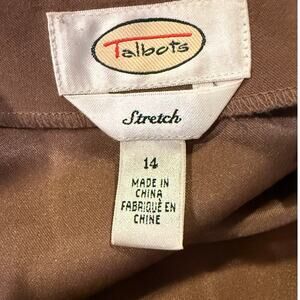 Talbots
Stretch
14
MADE IN
CHINA
FABRIQUÉ EN
CHINE